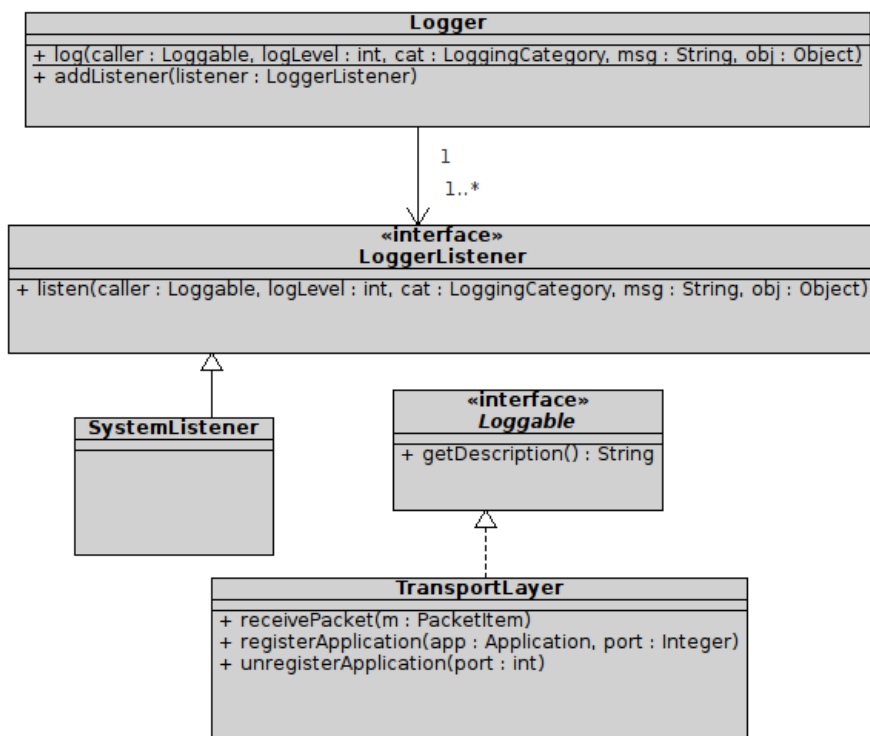 Logger
+ log(caller : Loggable, logLevel : int, cat : LoggingCategory, msg : String, obj : Object)
+ addListener(listener : LoggerListener)
1
1..*
«interface»
LoggerListener
+ listen(caller : Loggable, logLevel : int, cat : LoggingCategory, msg : String, obj : Object)
SystemListener
«interface»
Loggable
+ getDescription() : String
TransportLayer
+ receivePacket(m : PacketItem)
+ registerApplication(app : Application, port : Integer)
+ unregisterApplication(port : int)